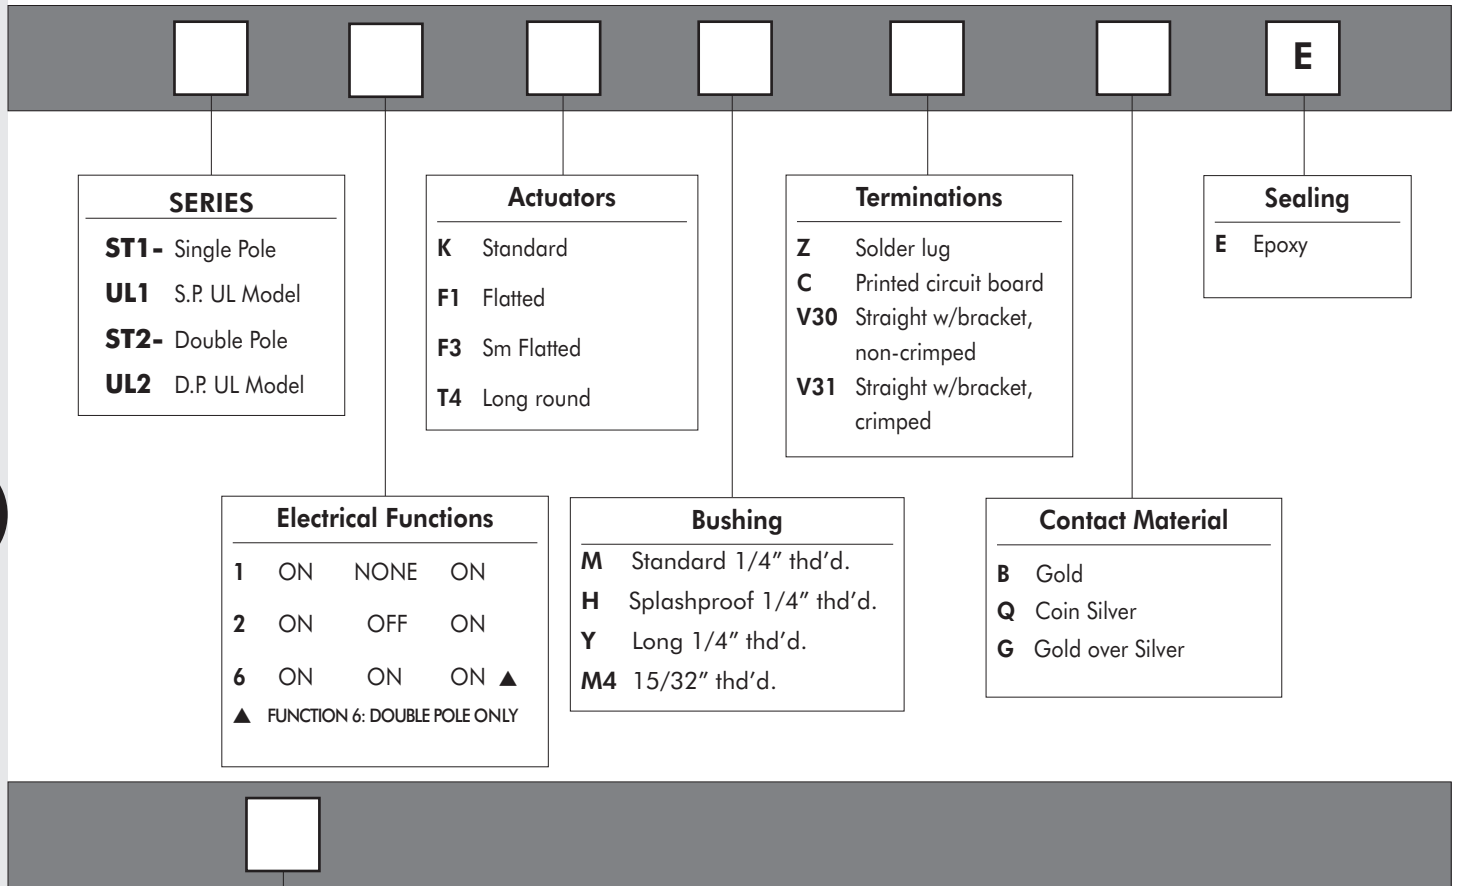 E
SERIES
ST1- Single Pole
UL1 S.P. UL Model
ST2- Double Pole
UL2 D.P. UL Model
Actuators
K Standard
F1 Flatted
F3 Sm Flatted
T4 Long round
Terminations
Z Solder lug
C Printed circuit board
V30 Straight w/bracket,
non-crimped
V31 Straight w/bracket,
crimped
Sealing
E Epoxy
Electrical Functions
1 ON NONE ON
2 ON OFF ON
6 ON ON ON ▲
▲ FUNCTION 6: DOUBLE POLE ONLY
Bushing
M Standard 1/4” thd’d.
H Splashproof 1/4” thd’d.
Y Long 1/4” thd’d.
M4 15/32” thd’d.
Contact Material
B Gold
Q Coin Silver
G Gold over Silver